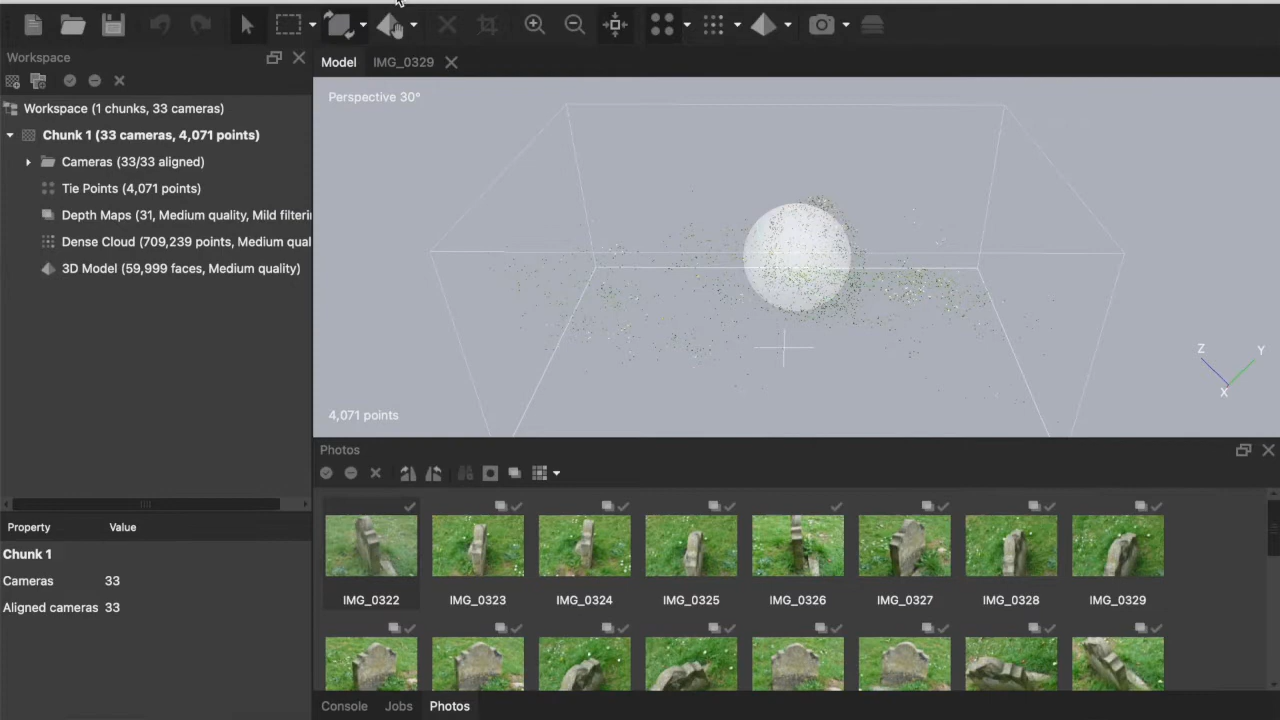 Workspace
Model
IMG_0329
Workspace (1 chunks, 33 cameras)
Chunk 1 (33 cameras, 4,071 points)
Cameras (33/33 aligned)
Tie Points (4,071 points)
Depth Maps (31, Medium quality, Mild filteri
Dense Cloud (709,239 points, Medium qual
3D Model (59,999 faces, Medium quality)
Perspective 30°
Z
Y
X
4,071 points
Property
Value
Chunk 1
Cameras
33
Aligned cameras
33
Photos
IMG_0322
IMG_0323
IMG_0324
IMG_0325
IMG_0326
IMG_0327
IMG_0328
IMG_0329
Console
Jobs
Photos